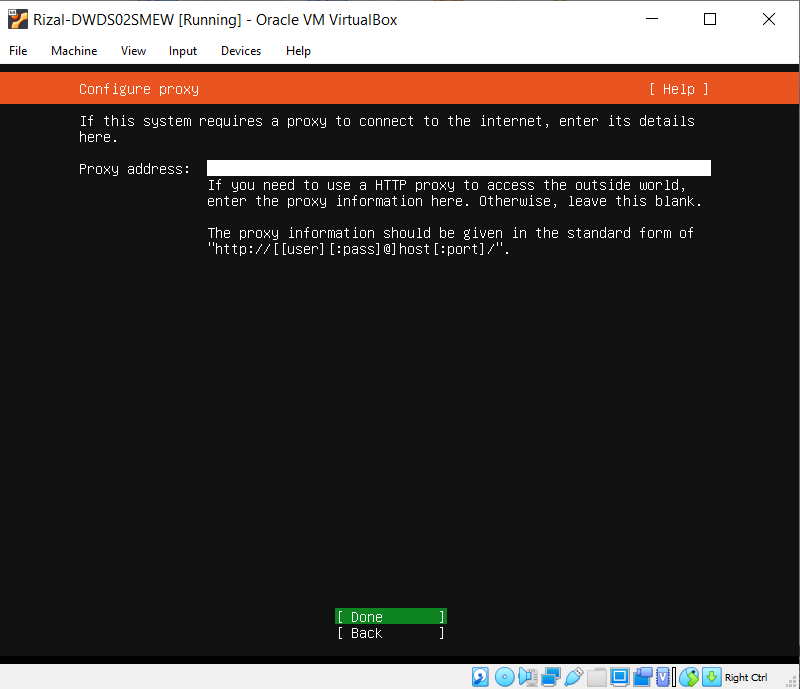 Rizal-DWDS02SMEW [Running] - Oracle VM VirtualBox
File Machine View Input Devices Help
Configure proxy [ Help ]
If this system requires a proxy to connect to the internet, enter its details
here.
Proxy address:
If you need to use a HTTP proxy to access the outside world,
enter the proxy information here. Otherwise, leave this blank.
The proxy information should be given in the standard form of
"http://[[user][:pass]@]host[:port]/".
[ Done ]
[ Back ]
Right Ctrl